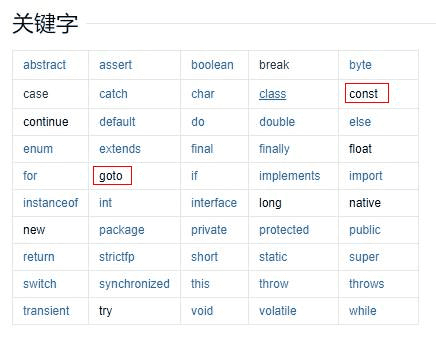 关键字
abstract assert boolean break byte
case catch char class const
continue default do double else
enum extends final finally float
for goto if implements import
instanceof int interface long native
new package private protected public
return strictfp short static super
switch synchronized this throw throws
transient try void volatile while